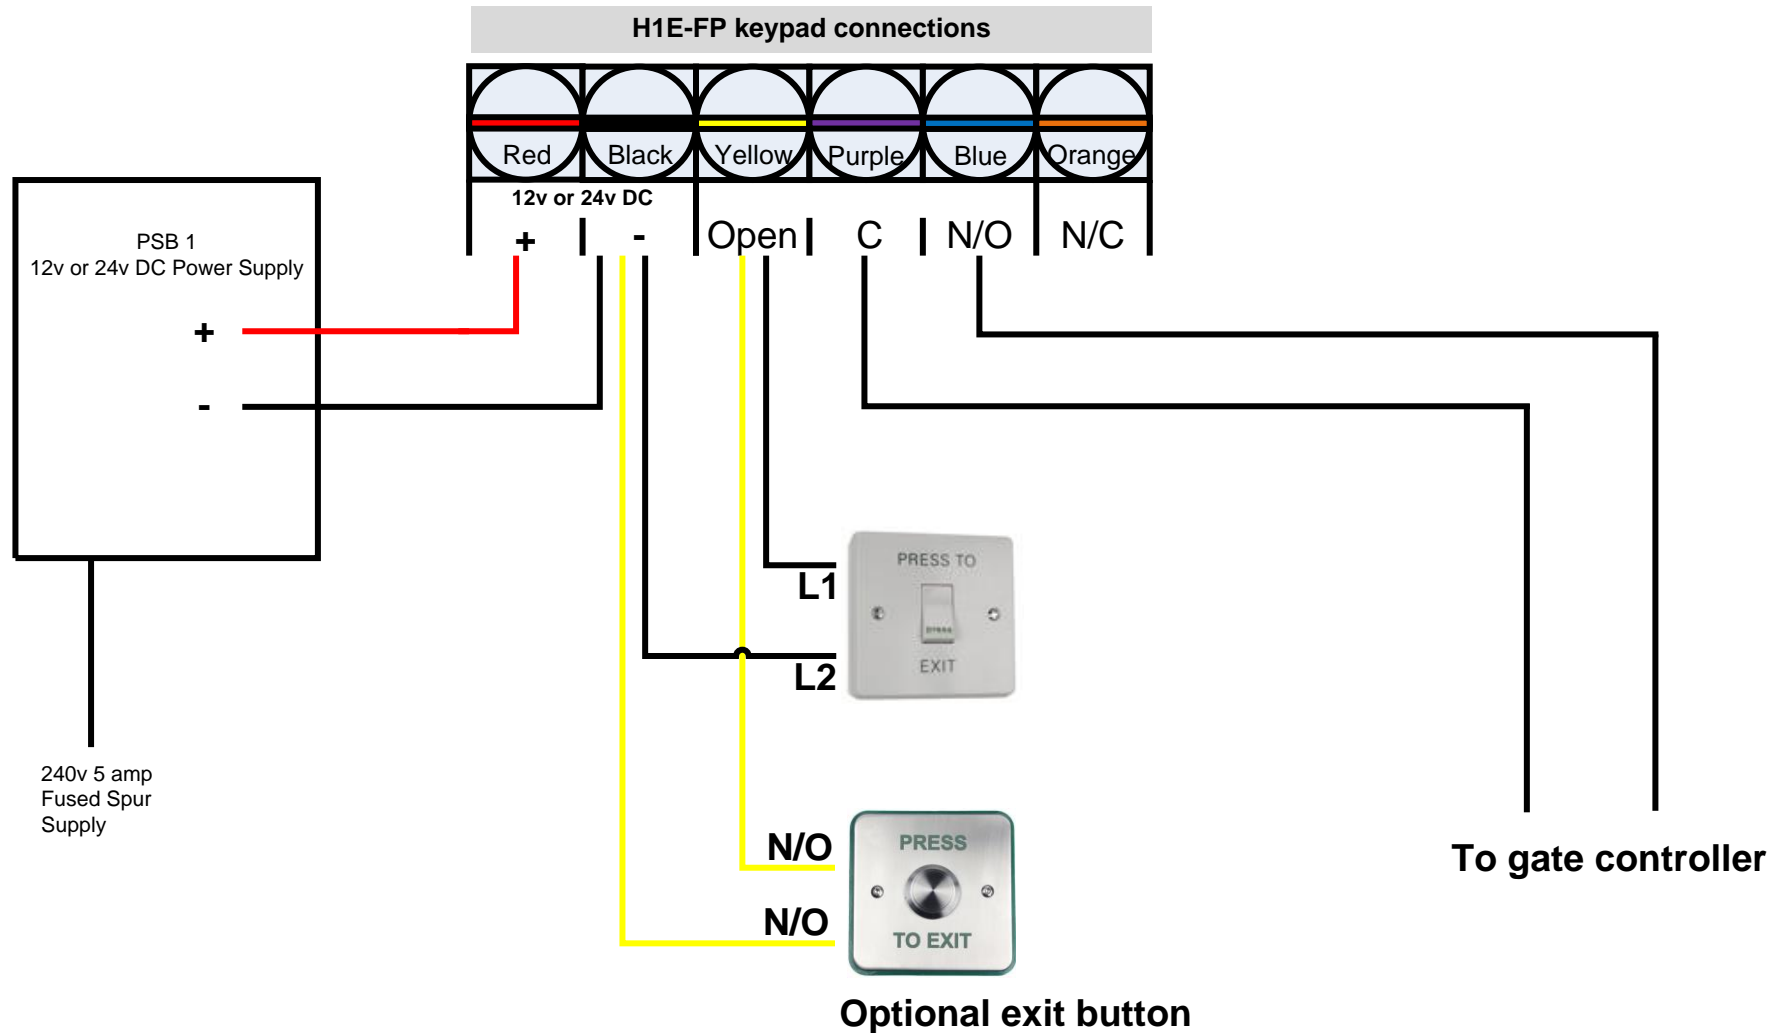 H1E-FP keypad connections
Red Black Yellow Purple Blue Orange
12v or 24v DC
+ - Open C N/O N/C
PSB 1
12v or 24v DC Power Supply
+
-
240v 5 amp
Fused Spur
Supply
L1
L2
PRESS TO
press
EXIT
N/O
N/O
PRESS
TO EXIT
Optional exit button
To gate controller